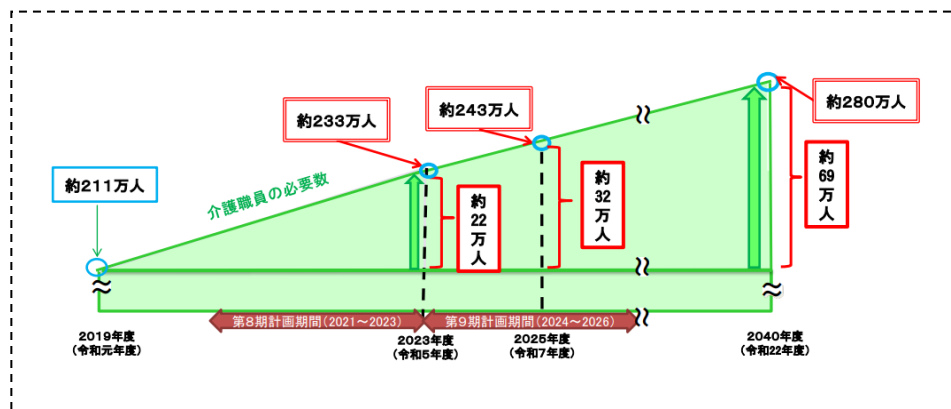 約280万人
約243万人
約233万人
約211万人
介護職員の必要数
約
69
万
人
約
32
万
人
約
22
万
人
第8期計画期間(2021～2023)
第9期計画期間(2024～2026)
2019年度
(令和元年度)
2023年度
(令和5年度)
2025年度
(令和7年度)
2040年度
(令和22年度)